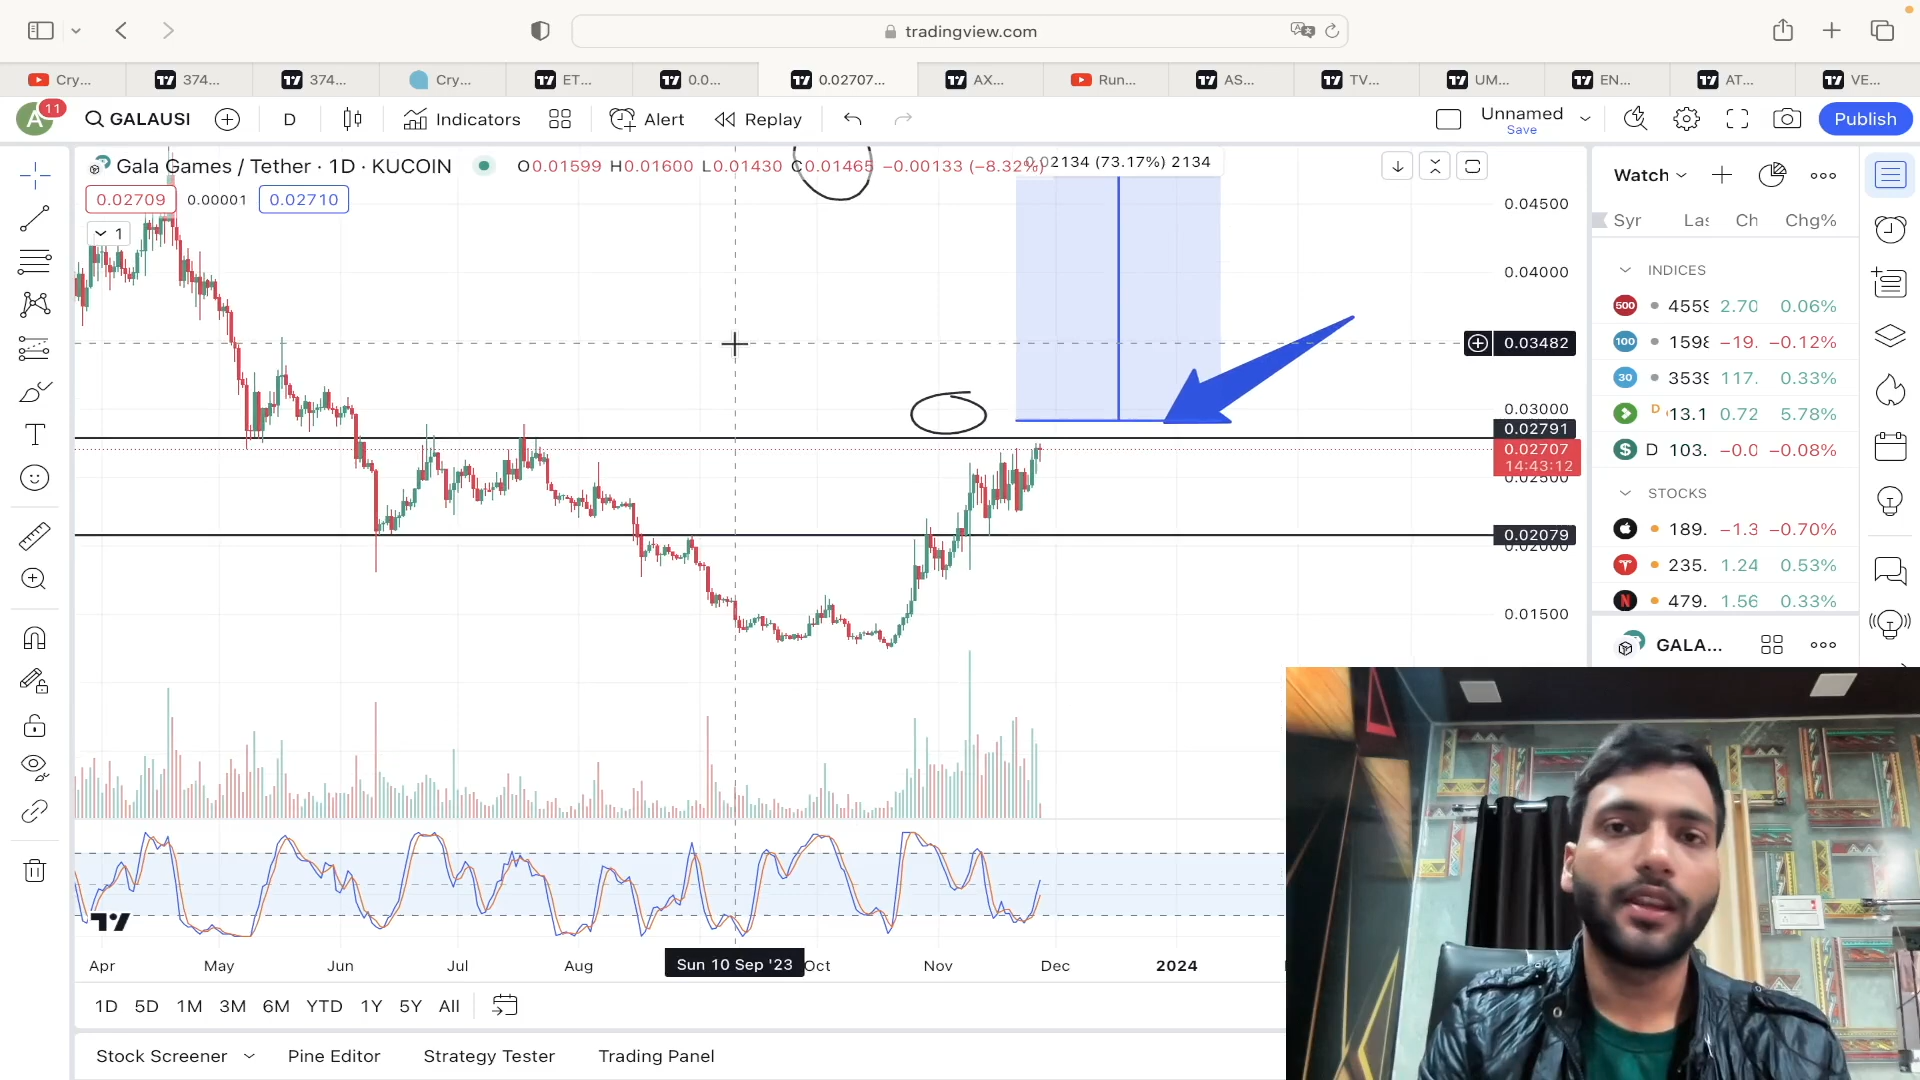 tradingview.com
Cry... 374... 374... Cry... ET... 0.0... 0.02707... AX... Run... AS... TV... UM... EN... AT... VE...
A 11 GALAUSI D Indicators Alert Replay Unnamed Save Publish
Gala Games / Tether · 1D · KUCOIN O0.01599 H0.01600 L0.01430 C0.01465 −0.00133 (−8.32%)
0.02134 (73.17%) 2134
0.02709 0.00001 0.02710
1
0.04500
0.04000
0.03482
0.03000
0.02791
0.02707
14:43:12
0.02500
0.02079
0.02000
0.01500
Apr May Jun Jul Aug Sun 10 Sep '23 Oct Nov Dec 2024
1D 5D 1M 3M 6M YTD 1Y 5Y All
Stock Screener Pine Editor Strategy Tester Trading Panel
Watch
Syr Las Ch Chg%
INDICES
500 4559 2.70 0.06%
100 1598 −19. −0.12%
30 3539 117. 0.33%
D 13.1 0.72 5.78%
$ D 103. −0.0 −0.08%
STOCKS
189. −1.3 −0.70%
235. 1.24 0.53%
N 479. 1.56 0.33%
GALA...